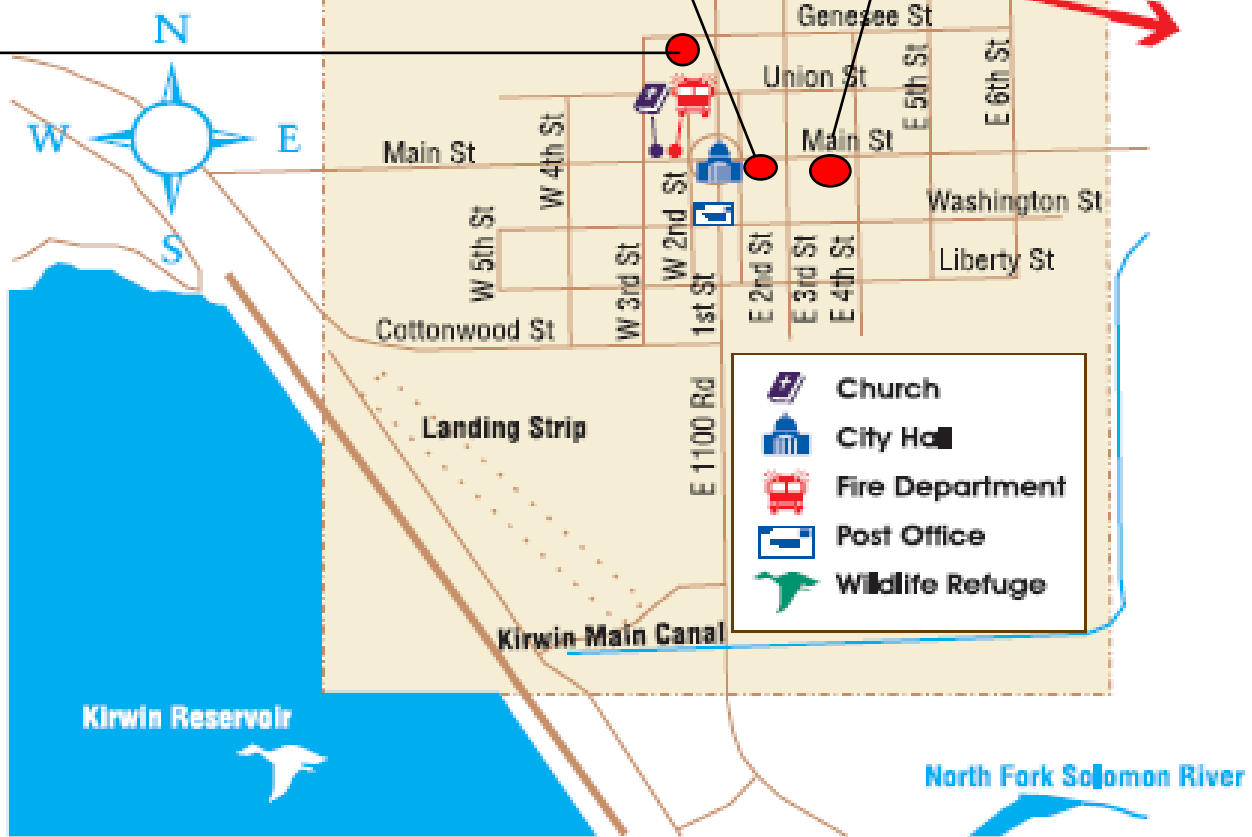 N
W
E
S
Genesee St
Union St
E 5th St
E 6th St
Main St
Main St
W 4th St
Washington St
W 5th St
W 3rd St
W 2nd St
1st St
E 2nd St
E 3rd St
E 4th St
Liberty St
Cottonwood St
Landing Strip
E 1100 Rd
Church
City Hall
Fire Department
Post Office
Wildlife Refuge
Kirwin Main Canal
Kirwin Reservoir
North Fork Solomon River